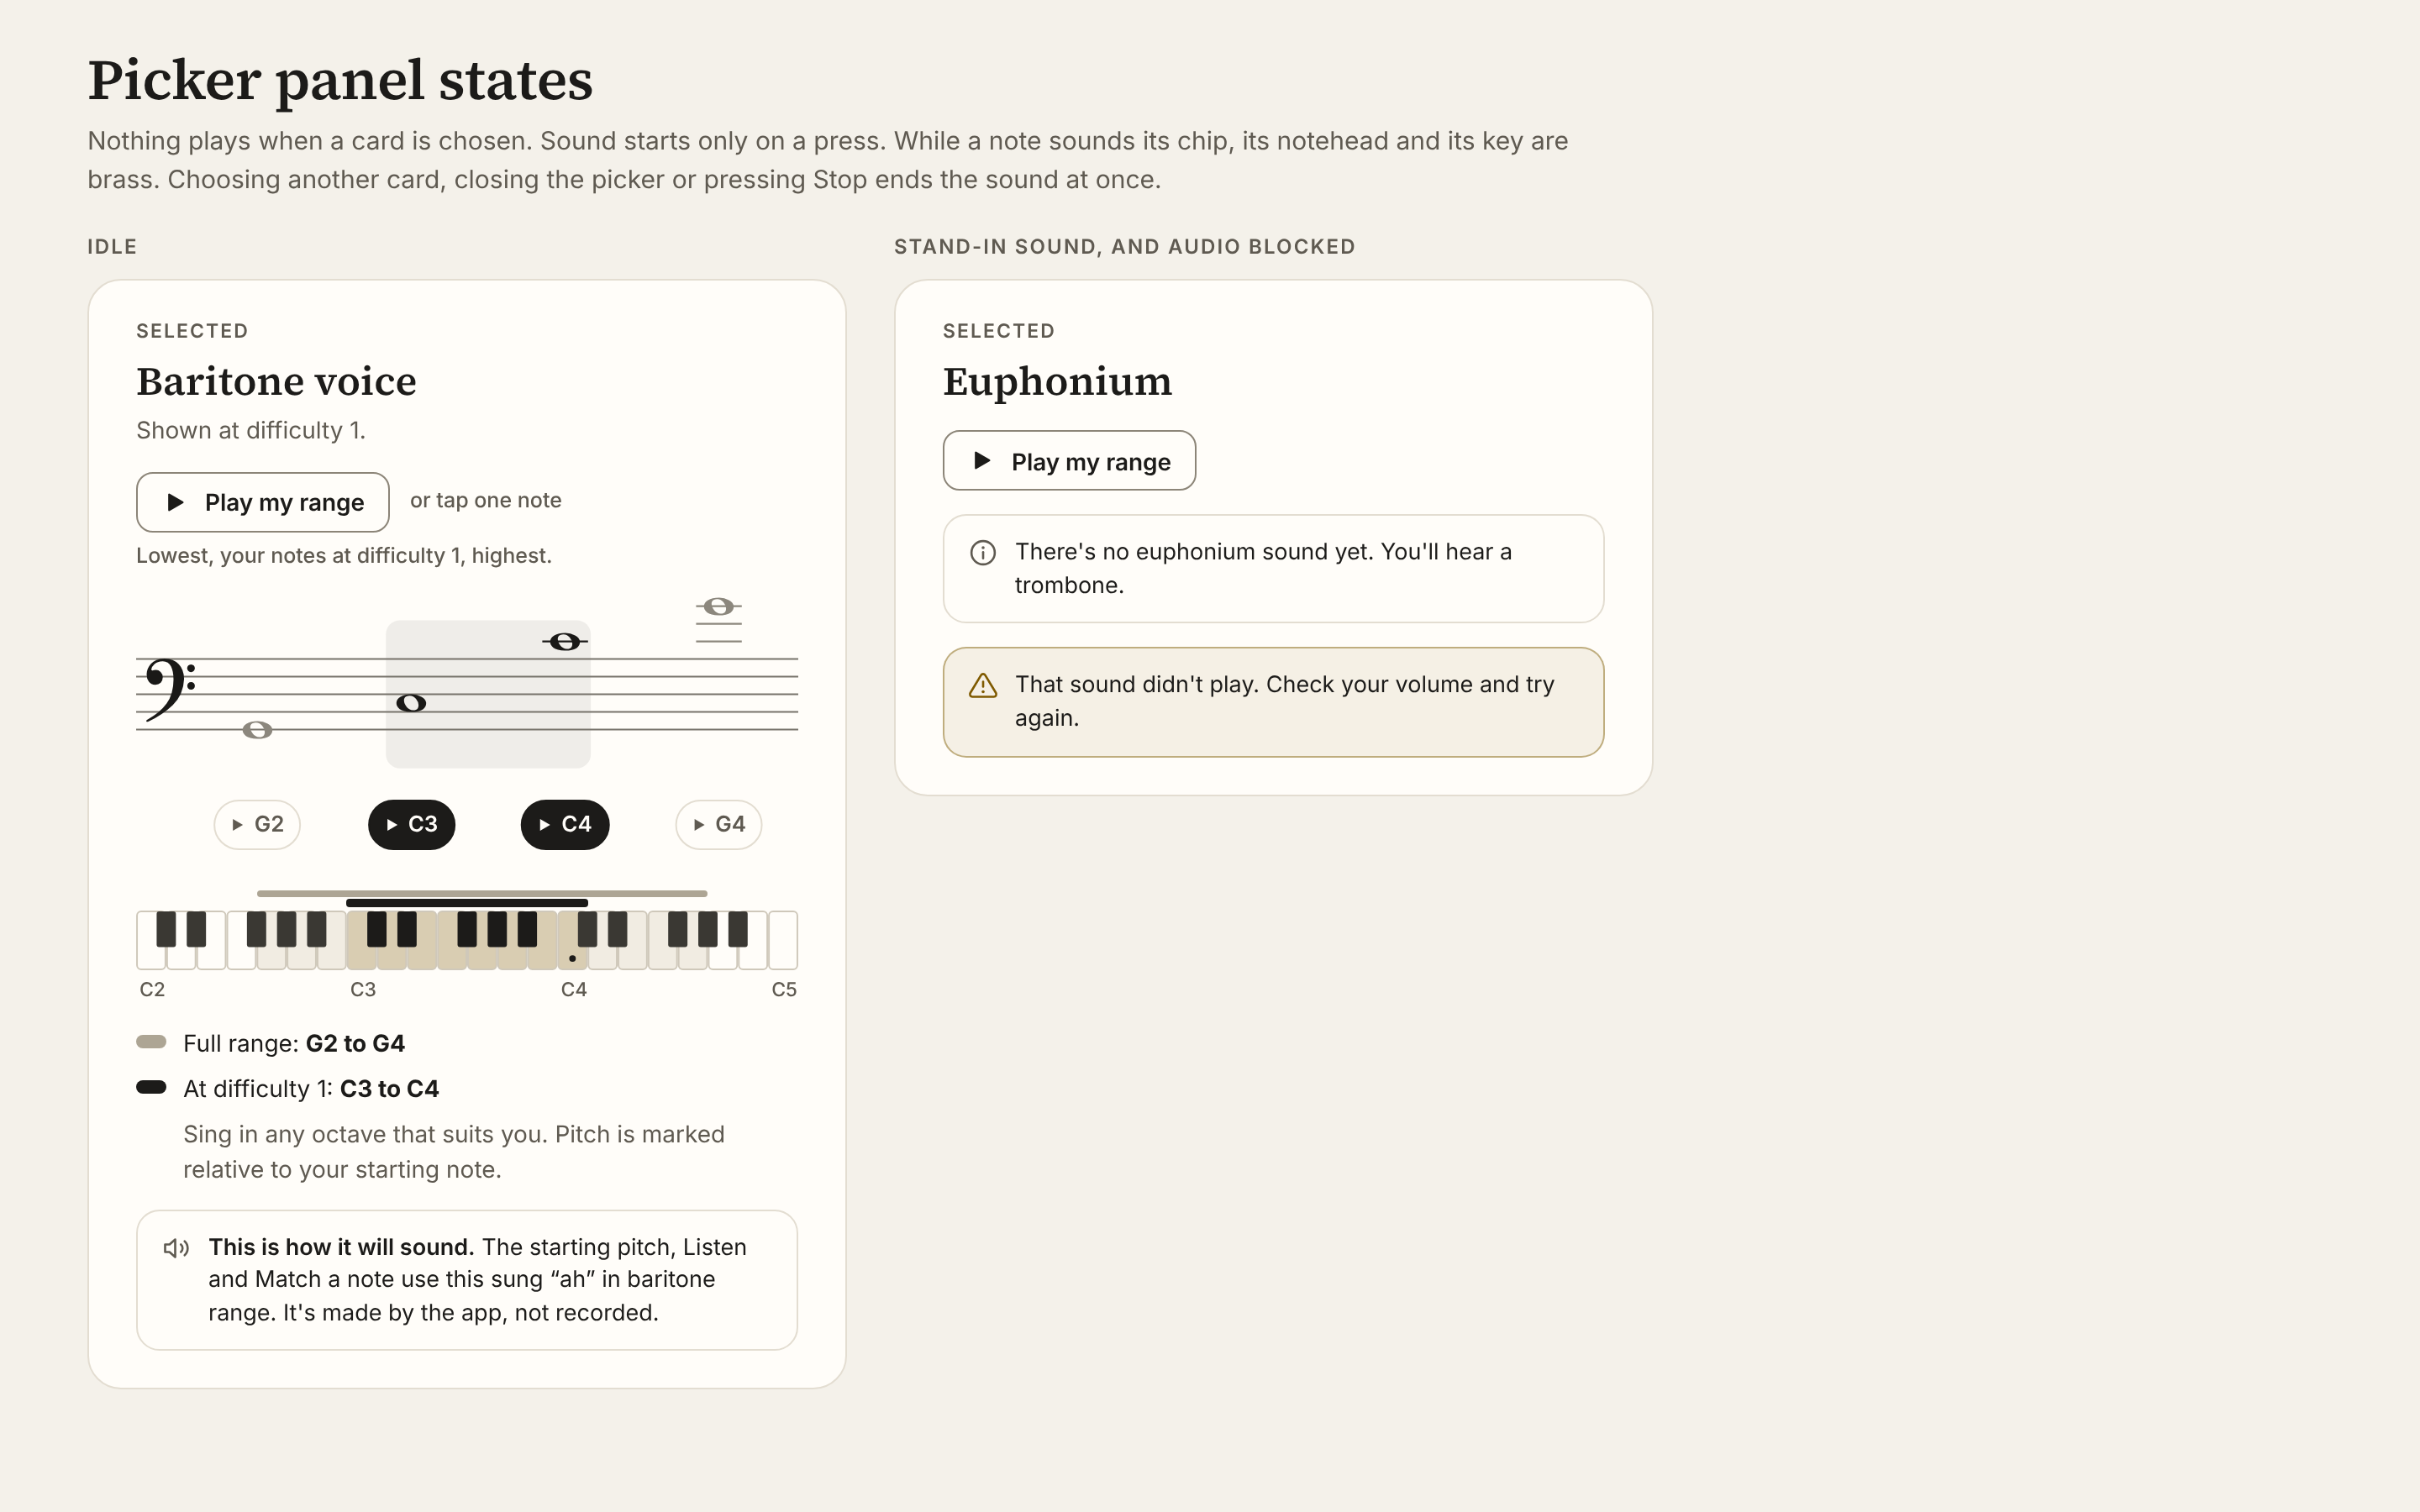 Picker panel states
Nothing plays when a card is chosen. Sound starts only on a press. While a note sounds its chip, its notehead and its key are
brass. Choosing another card, closing the picker or pressing Stop ends the sound at once.
IDLE
SELECTED
Baritone voice
Shown at difficulty 1.
Play my range
or tap one note
Lowest, your notes at difficulty 1, highest.
G2
C3
C4
G4
C2
C3
C4
C5
Full range: G2 to G4
At difficulty 1: C3 to C4
Sing in any octave that suits you. Pitch is marked
relative to your starting note.
This is how it will sound. The starting pitch, Listen
and Match a note use this sung “ah” in baritone
range. It's made by the app, not recorded.
STAND-IN SOUND, AND AUDIO BLOCKED
SELECTED
Euphonium
Play my range
There's no euphonium sound yet. You'll hear a
trombone.
That sound didn't play. Check your volume and try
again.